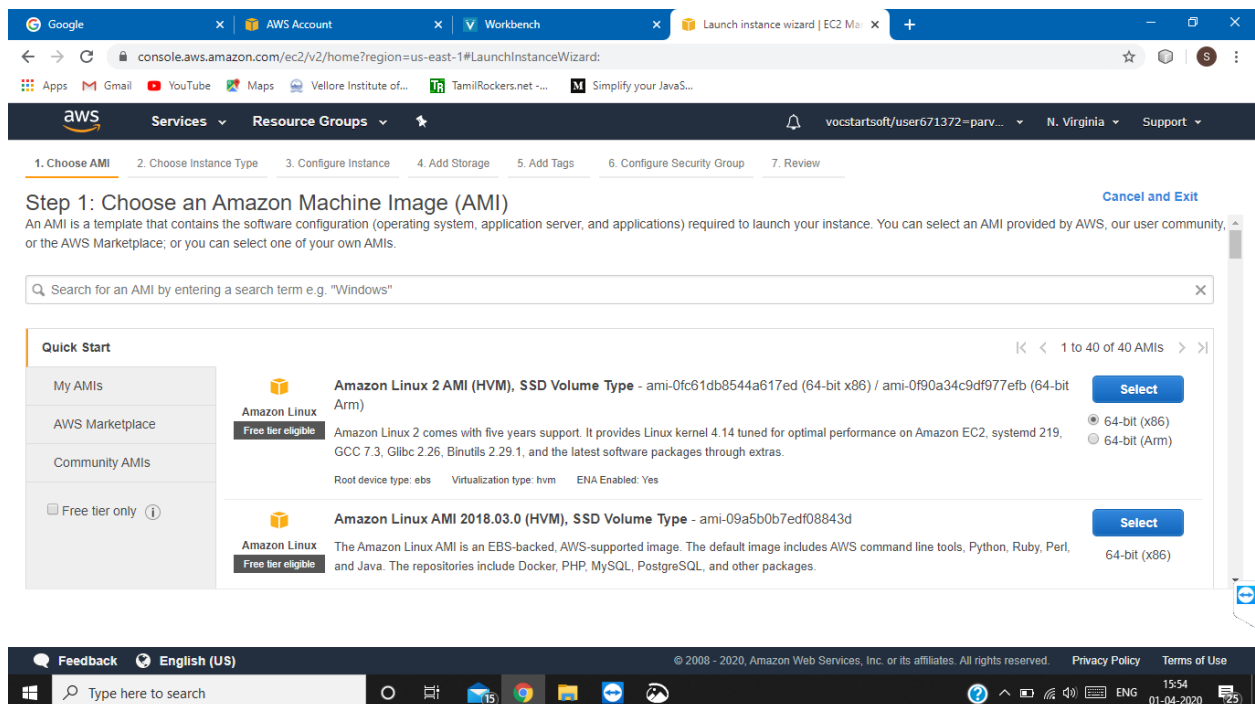 Google
AWS Account
Workbench
Launch instance wizard | EC2 Ma
console.aws.amazon.com/ec2/v2/home?region=us-east-1#LaunchInstanceWizard:
S
Apps Gmail YouTube Maps Vellore Institute of... TR TamilRockers.net -... M Simplify your JavaS...
aws Services Resource Groups vocstartsoft/user671372=parv... N. Virginia Support
1. Choose AMI 2. Choose Instance Type 3. Configure Instance 4. Add Storage 5. Add Tags 6. Configure Security Group 7. Review
Step 1: Choose an Amazon Machine Image (AMI)
Cancel and Exit
An AMI is a template that contains the software configuration (operating system, application server, and applications) required to launch your instance. You can select an AMI provided by AWS, our user community,
or the AWS Marketplace; or you can select one of your own AMIs.
Search for an AMI by entering a search term e.g. "Windows"
Quick Start
1 to 40 of 40 AMIs
My AMIs
AWS Marketplace
Community AMIs
Free tier only
Amazon Linux
Free tier eligible
Amazon Linux 2 AMI (HVM), SSD Volume Type - ami-0fc61db8544a617ed (64-bit x86) / ami-0f90a34c9df977efb (64-bit
Arm)
Amazon Linux 2 comes with five years support. It provides Linux kernel 4.14 tuned for optimal performance on Amazon EC2, systemd 219,
GCC 7.3, Glibc 2.26, Binutils 2.29.1, and the latest software packages through extras.
Root device type: ebs Virtualization type: hvm ENA Enabled: Yes
Select
64-bit (x86)
64-bit (Arm)
Amazon Linux
Free tier eligible
Amazon Linux AMI 2018.03.0 (HVM), SSD Volume Type - ami-09a5b0b7edf08843d
The Amazon Linux AMI is an EBS-backed, AWS-supported image. The default image includes AWS command line tools, Python, Ruby, Perl,
and Java. The repositories include Docker, PHP, MySQL, PostgreSQL, and other packages.
Select
64-bit (x86)
Feedback English (US) © 2008 - 2020, Amazon Web Services, Inc. or its affiliates. All rights reserved. Privacy Policy Terms of Use
Type here to search
15
ENG
15:54
01-04-2020
25